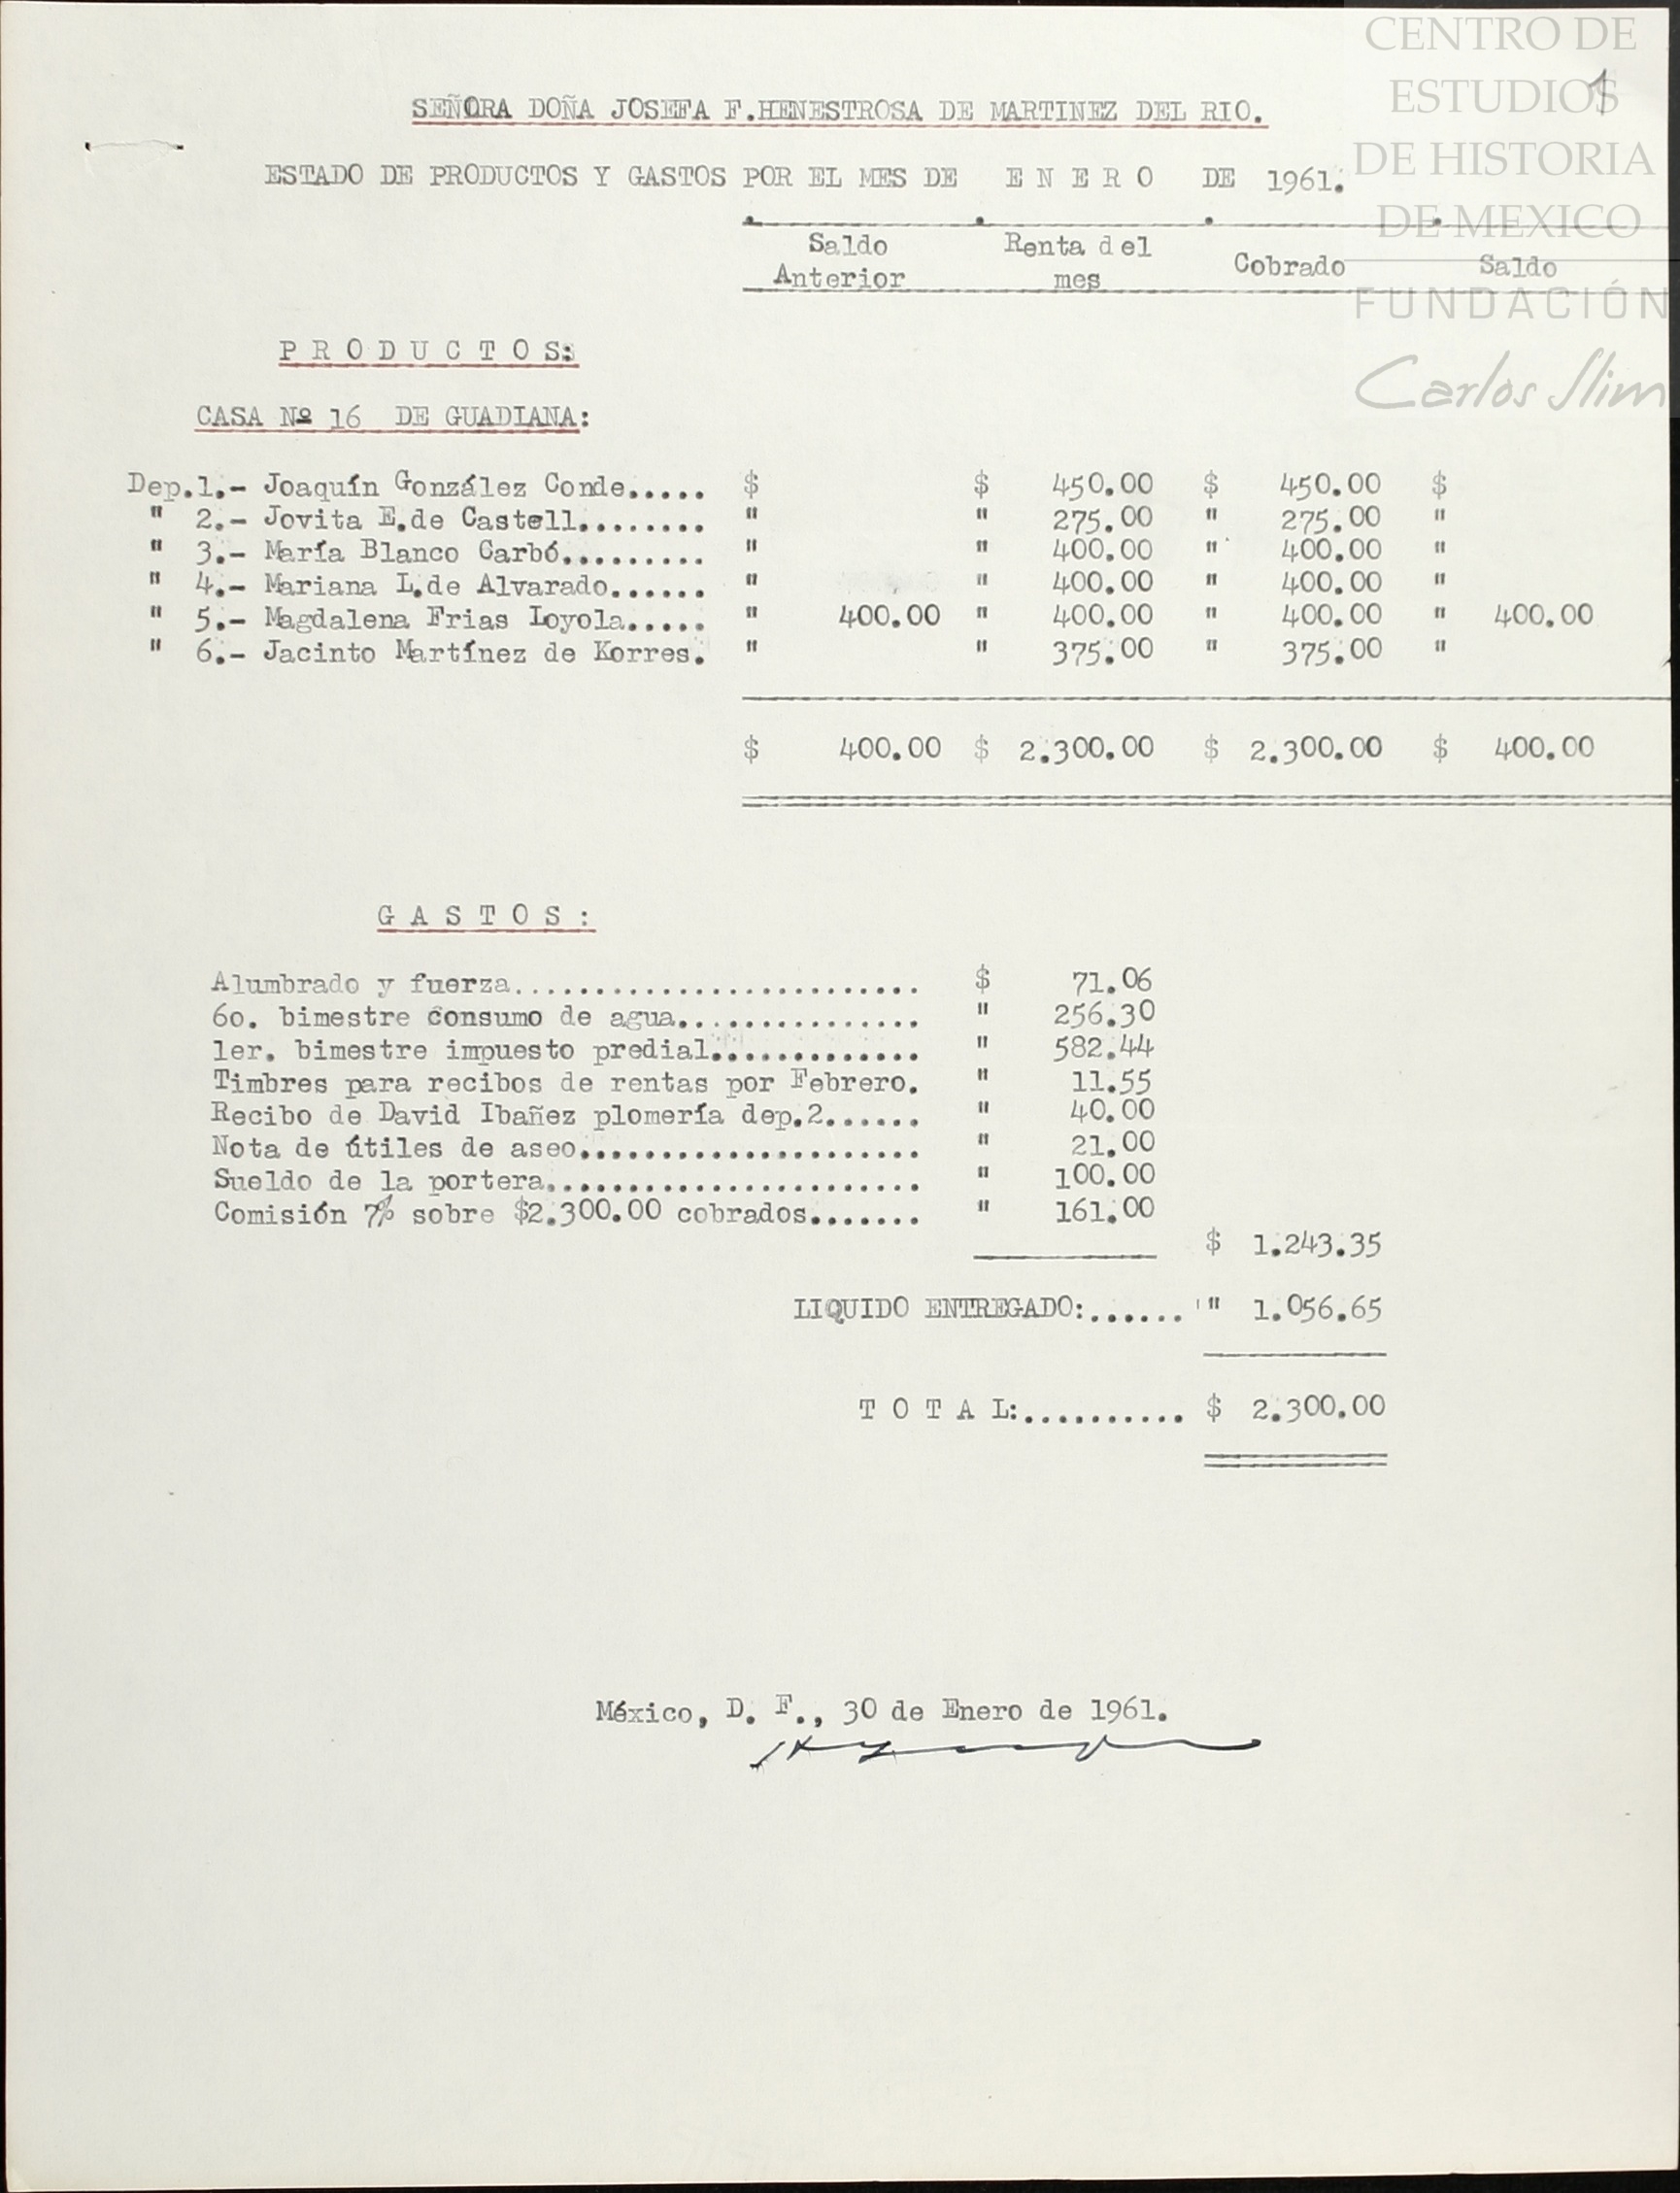 CENTRO DE
ESTUDIOS
DE HISTORIA
DE MEXICO
FUNDACIÓN
Carlos Slim
1
SEÑORA DOÑA JOSEFA F.HENESTROSA DE MARTINEZ DEL RIO.
ESTADO DE PRODUCTOS Y GASTOS POR EL MES DE E N E R O DE 1961.
Saldo Anterior Renta del mes Cobrado Saldo
P R O D U C T O S:
CASA Nº 16 DE GUADIANA:
Dep.1.- Joaquín González Conde..... $ $ 450.00 $ 450.00 $
" 2.- Jovita E.de Castell........ " " 275.00 " 275.00 "
" 3.- María Blanco Carbó......... " " 400.00 " 400.00 "
" 4.- Mariana L.de Alvarado...... " " 400.00 " 400.00 "
" 5.- Magdalena Frias Loyola..... " 400.00 " 400.00 " 400.00 " 400.00
" 6.- Jacinto Martínez de Korres. " " 375.00 " 375.00 "
$ 400.00 $ 2.300.00 $ 2.300.00 $ 400.00
G A S T O S :
Alumbrado y fuerza......................... $ 71.06
6o. bimestre consumo de agua............... " 256.30
1er. bimestre impuesto predial............. " 582.44
Timbres para recibos de rentas por Febrero. " 11.55
Recibo de David Ibañez plomería dep.2...... " 40.00
Nota de útiles de aseo..................... " 21.00
Sueldo de la portera....................... " 100.00
Comisión 7% sobre $2.300.00 cobrados....... " 161.00
$ 1.243.35
LIQUIDO ENTREGADO:...... " 1.056.65
T O T A L:.......... $ 2.300.00
México, D. F., 30 de Enero de 1961.